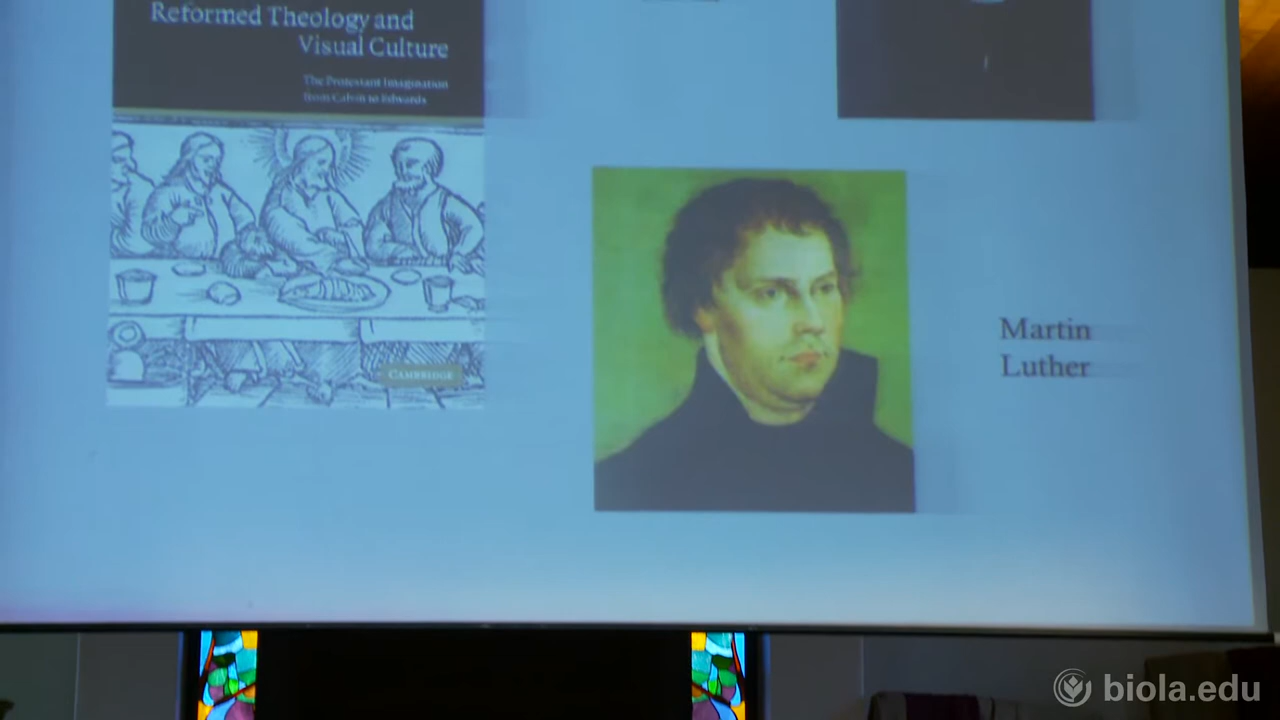 Reformed Theology and
Visual Culture
The Protestant Imagination
from Calvin to Edwards
CAMBRIDGE
Martin
Luther
biola.edu